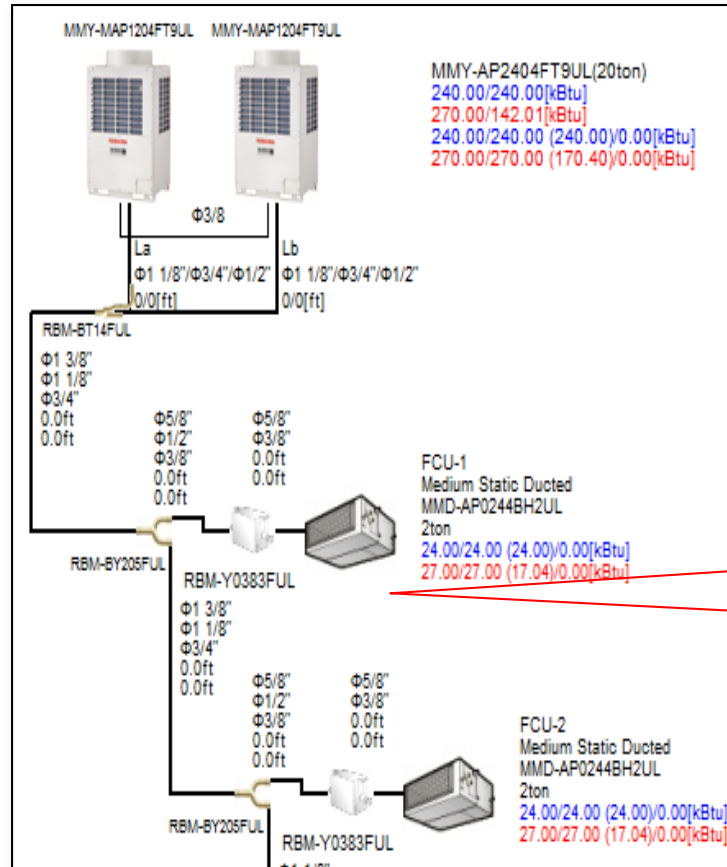 MMY-MAP1204FT9UL MMY-MAP1204FT9UL
MMY-AP2404FT9UL(20ton)
240.00/240.00[kBtu]
270.00/142.01[kBtu]
240.00/240.00 (240.00)/0.00[kBtu]
270.00/270.00 (170.40)/0.00[kBtu]
Φ3/8
La
Φ1 1/8"/Φ3/4"/Φ1/2"
0/0[ft]
Lb
Φ1 1/8"/Φ3/4"/Φ1/2"
0/0[ft]
RBM-BT14FUL
Φ1 3/8"
Φ1 1/8"
Φ3/4"
0.0ft
0.0ft
Φ5/8"
Φ1/2"
Φ3/8"
0.0ft
0.0ft
Φ5/8"
Φ3/8"
0.0ft
0.0ft
FCU-1
Medium Static Ducted
MMD-AP0244BH2UL
2ton
24.00/24.00 (24.00)/0.00[kBtu]
27.00/27.00 (17.04)/0.00[kBtu]
RBM-BY205FUL
RBM-Y0383FUL
Φ1 3/8"
Φ1 1/8"
Φ3/4"
0.0ft
0.0ft
Φ5/8"
Φ1/2"
Φ3/8"
0.0ft
0.0ft
Φ5/8"
Φ3/8"
0.0ft
0.0ft
FCU-2
Medium Static Ducted
MMD-AP0244BH2UL
2ton
24.00/24.00 (24.00)/0.00[kBtu]
27.00/27.00 (17.04)/0.00[kBtu]
RBM-BY205FUL
RBM-Y0383FUL